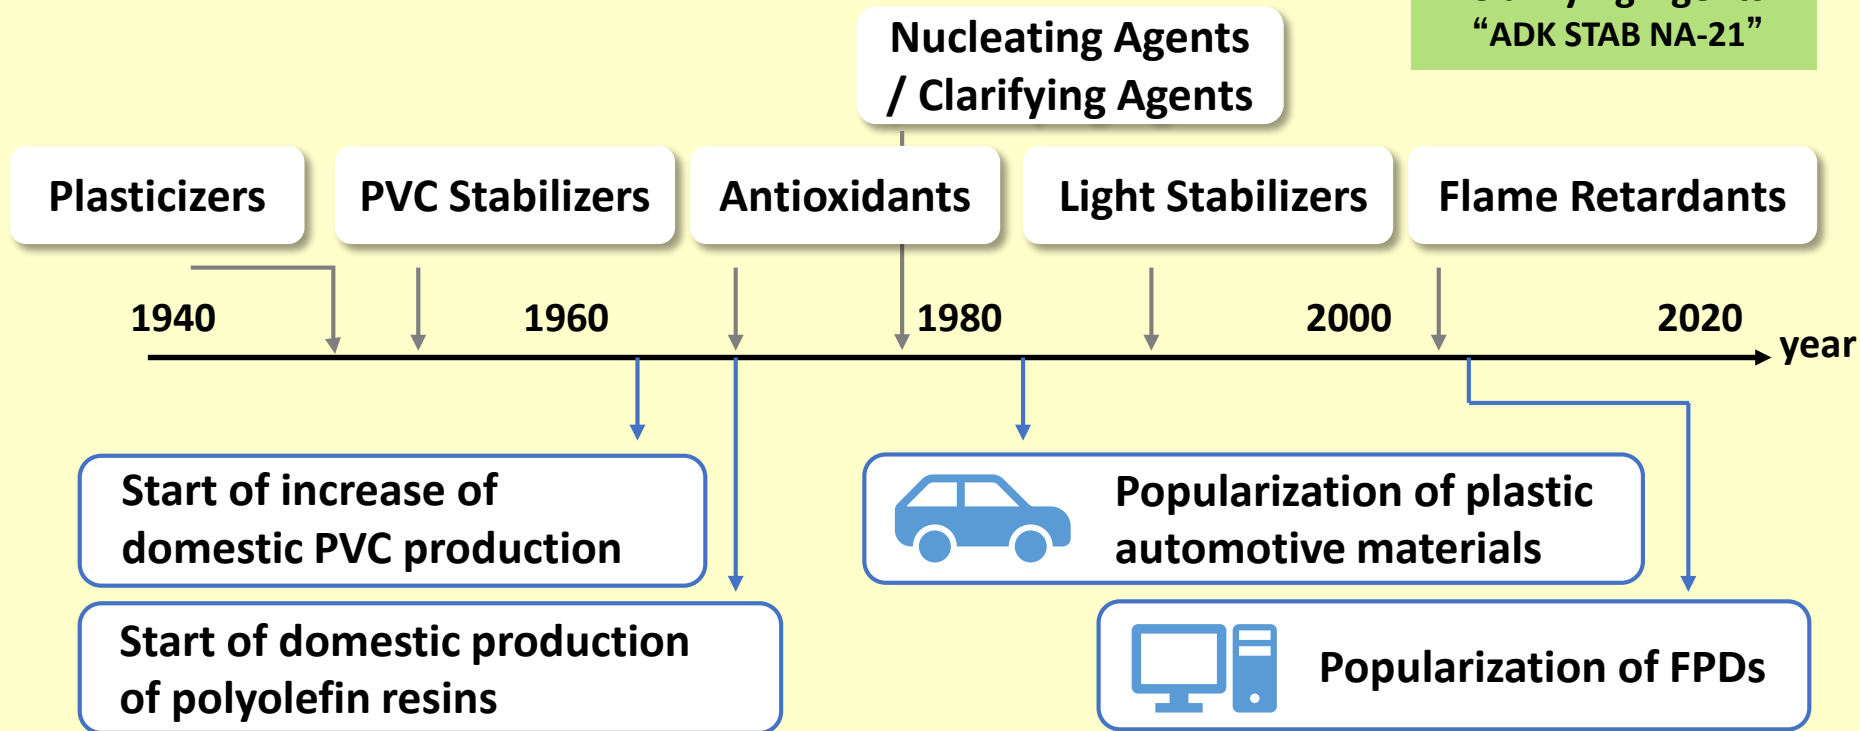 “ADK STAB NA-21”
Nucleating Agents
/ Clarifying Agents
Plasticizers
PVC Stabilizers
Antioxidants
Light Stabilizers
Flame Retardants
1940
1960
1980
2000
2020
year
Start of increase of
domestic PVC production
Popularization of plastic
automotive materials
Start of domestic production
of polyolefin resins
Popularization of FPDs